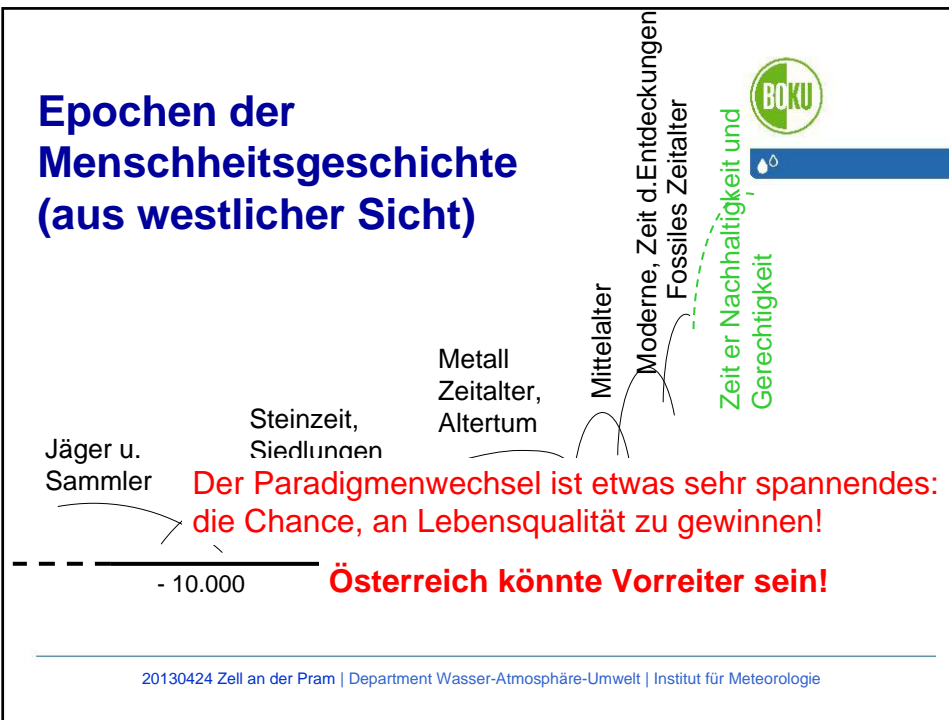 Epochen der
Menschheitsgeschichte
(aus westlicher Sicht)
BOKU
Jäger u.
Sammler
Steinzeit,
Siedlungen
Metall
Zeitalter,
Altertum
Mittelalter
Moderne, Zeit d.Entdeckungen
Fossiles Zeitalter
Zeit er Nachhaltigkeit und
Gerechtigkeit
Der Paradigmenwechsel ist etwas sehr spannendes:
die Chance, an Lebensqualität zu gewinnen!
- 10.000
Österreich könnte Vorreiter sein!
20130424 Zell an der Pram | Department Wasser-Atmosphäre-Umwelt | Institut für Meteorologie